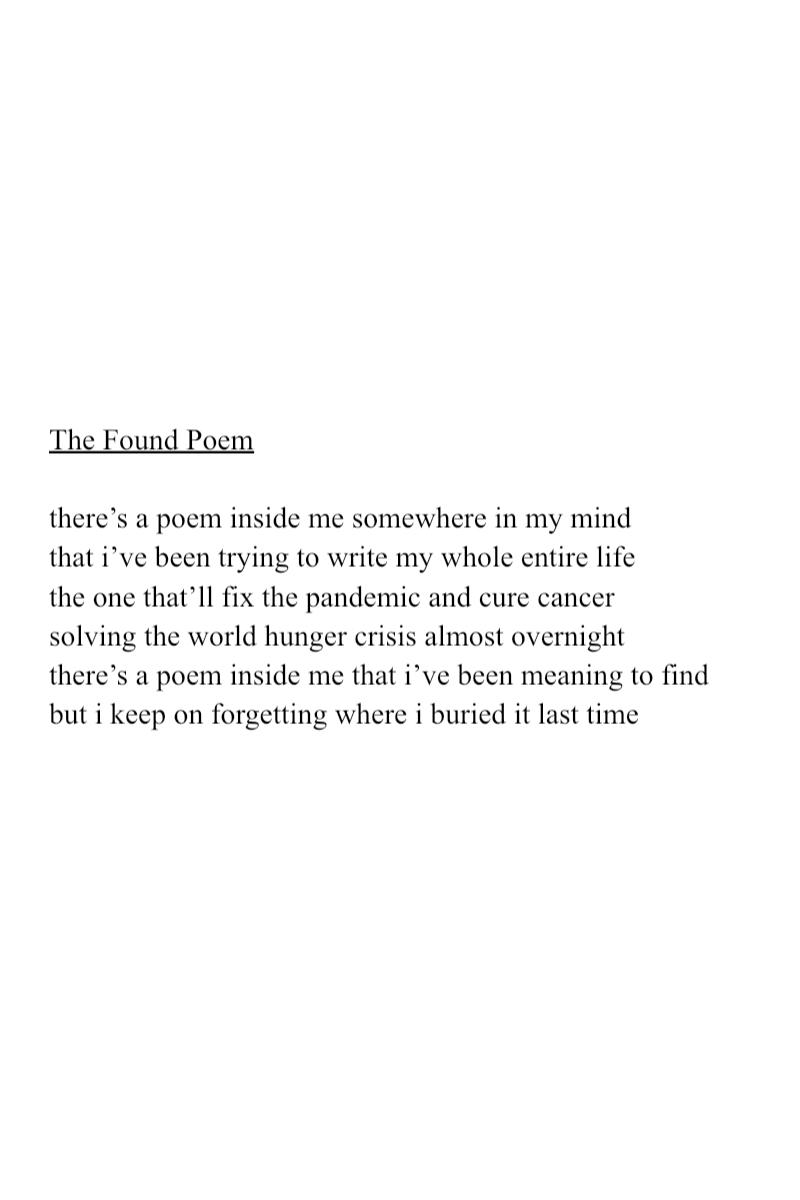 The Found Poem
there’s a poem inside me somewhere in my mind
that i’ve been trying to write my whole entire life
the one that’ll fix the pandemic and cure cancer
solving the world hunger crisis almost overnight
there’s a poem inside me that i’ve been meaning to find
but i keep on forgetting where i buried it last time